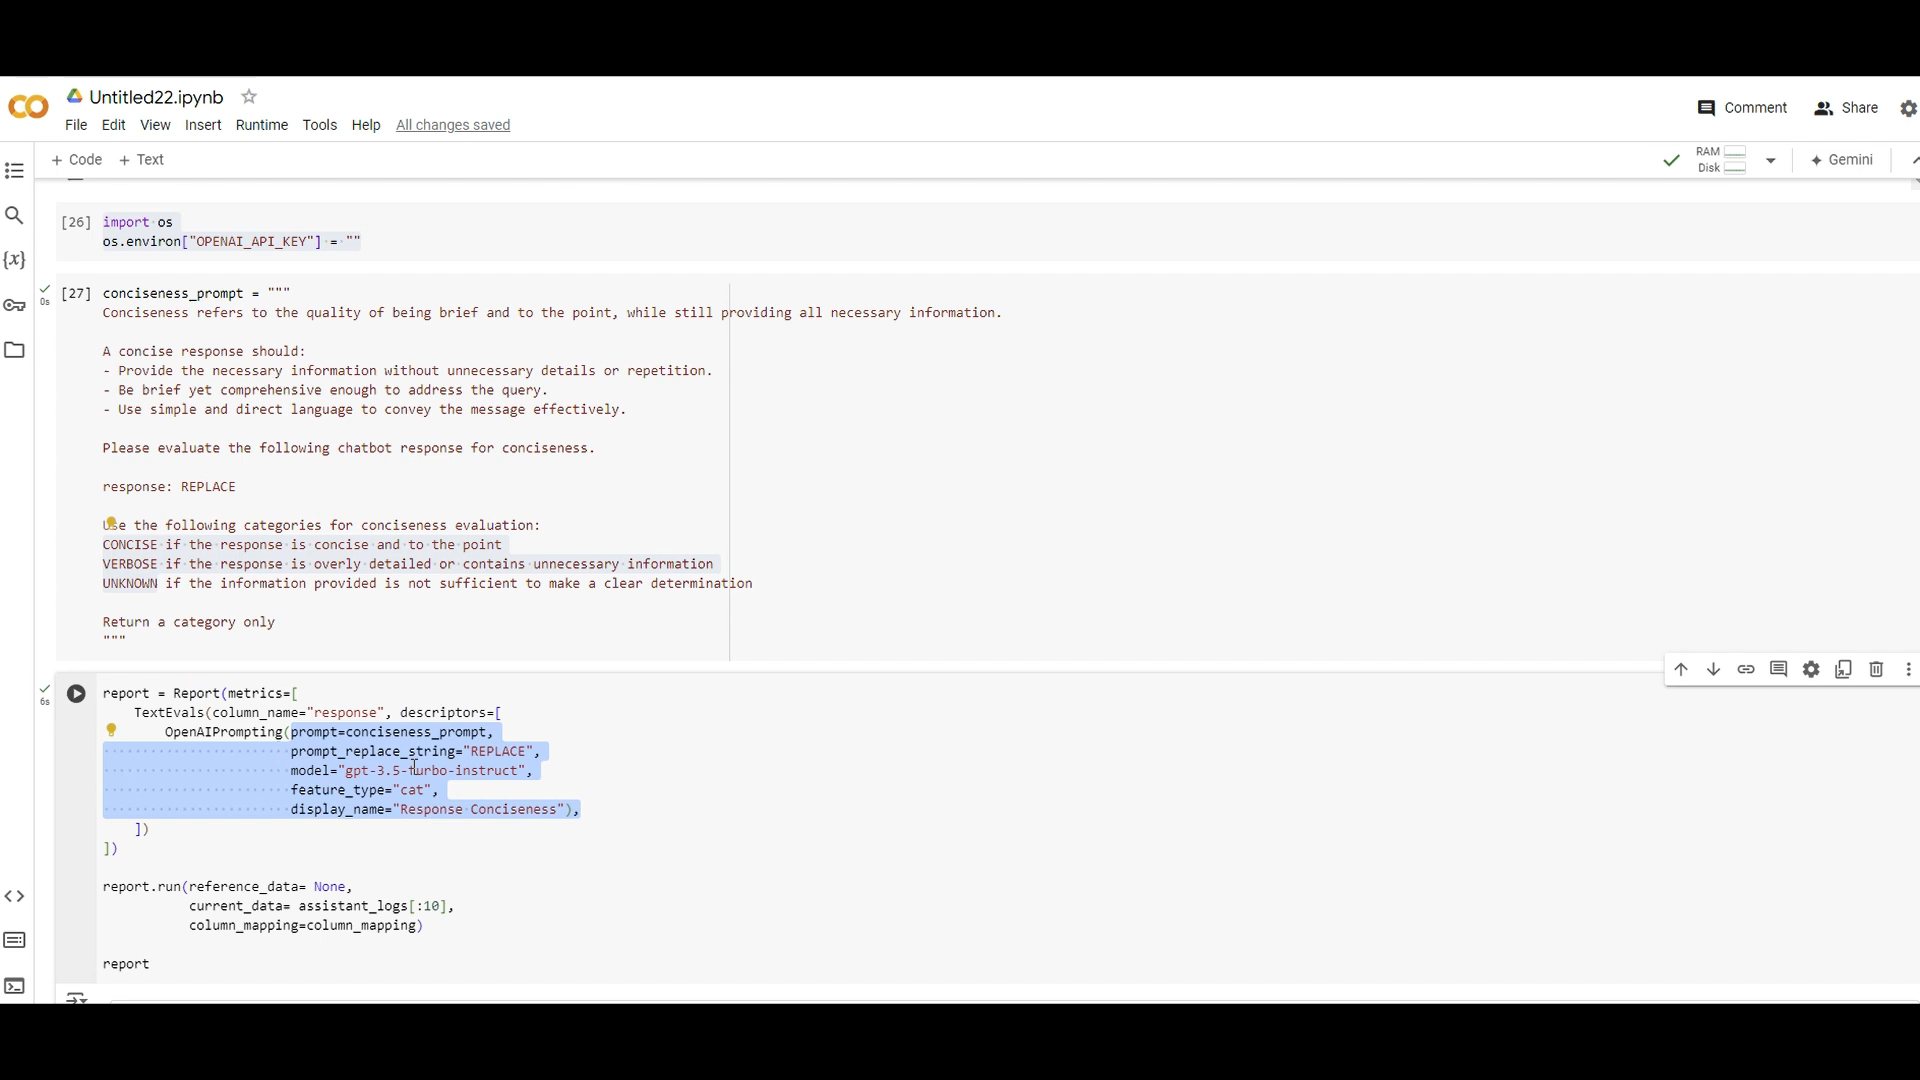 Untitled22.ipynb
File Edit View Insert Runtime Tools Help All changes saved
Comment Share
+ Code + Text
RAM
Disk
Gemini
[26] import os
os.environ["OPENAI_API_KEY"] = ""
0s
[27] conciseness_prompt = """
Conciseness refers to the quality of being brief and to the point, while still providing all necessary information.
A concise response should:
- Provide the necessary information without unnecessary details or repetition.
- Be brief yet comprehensive enough to address the query.
- Use simple and direct language to convey the message effectively.
Please evaluate the following chatbot response for conciseness.
response: REPLACE
Use the following categories for conciseness evaluation:
CONCISE if the response is concise and to the point
VERBOSE if the response is overly detailed or contains unnecessary information
UNKNOWN if the information provided is not sufficient to make a clear determination
Return a category only
"""
6s
report = Report(metrics=[
TextEvals(column_name="response", descriptors=[
OpenAIPrompting(prompt=conciseness_prompt,
prompt_replace_string="REPLACE",
model="gpt-3.5-turbo-instruct",
feature_type="cat",
display_name="Response Conciseness"),
])
])
report.run(reference_data= None,
current_data= assistant_logs[:10],
column_mapping=column_mapping)
report